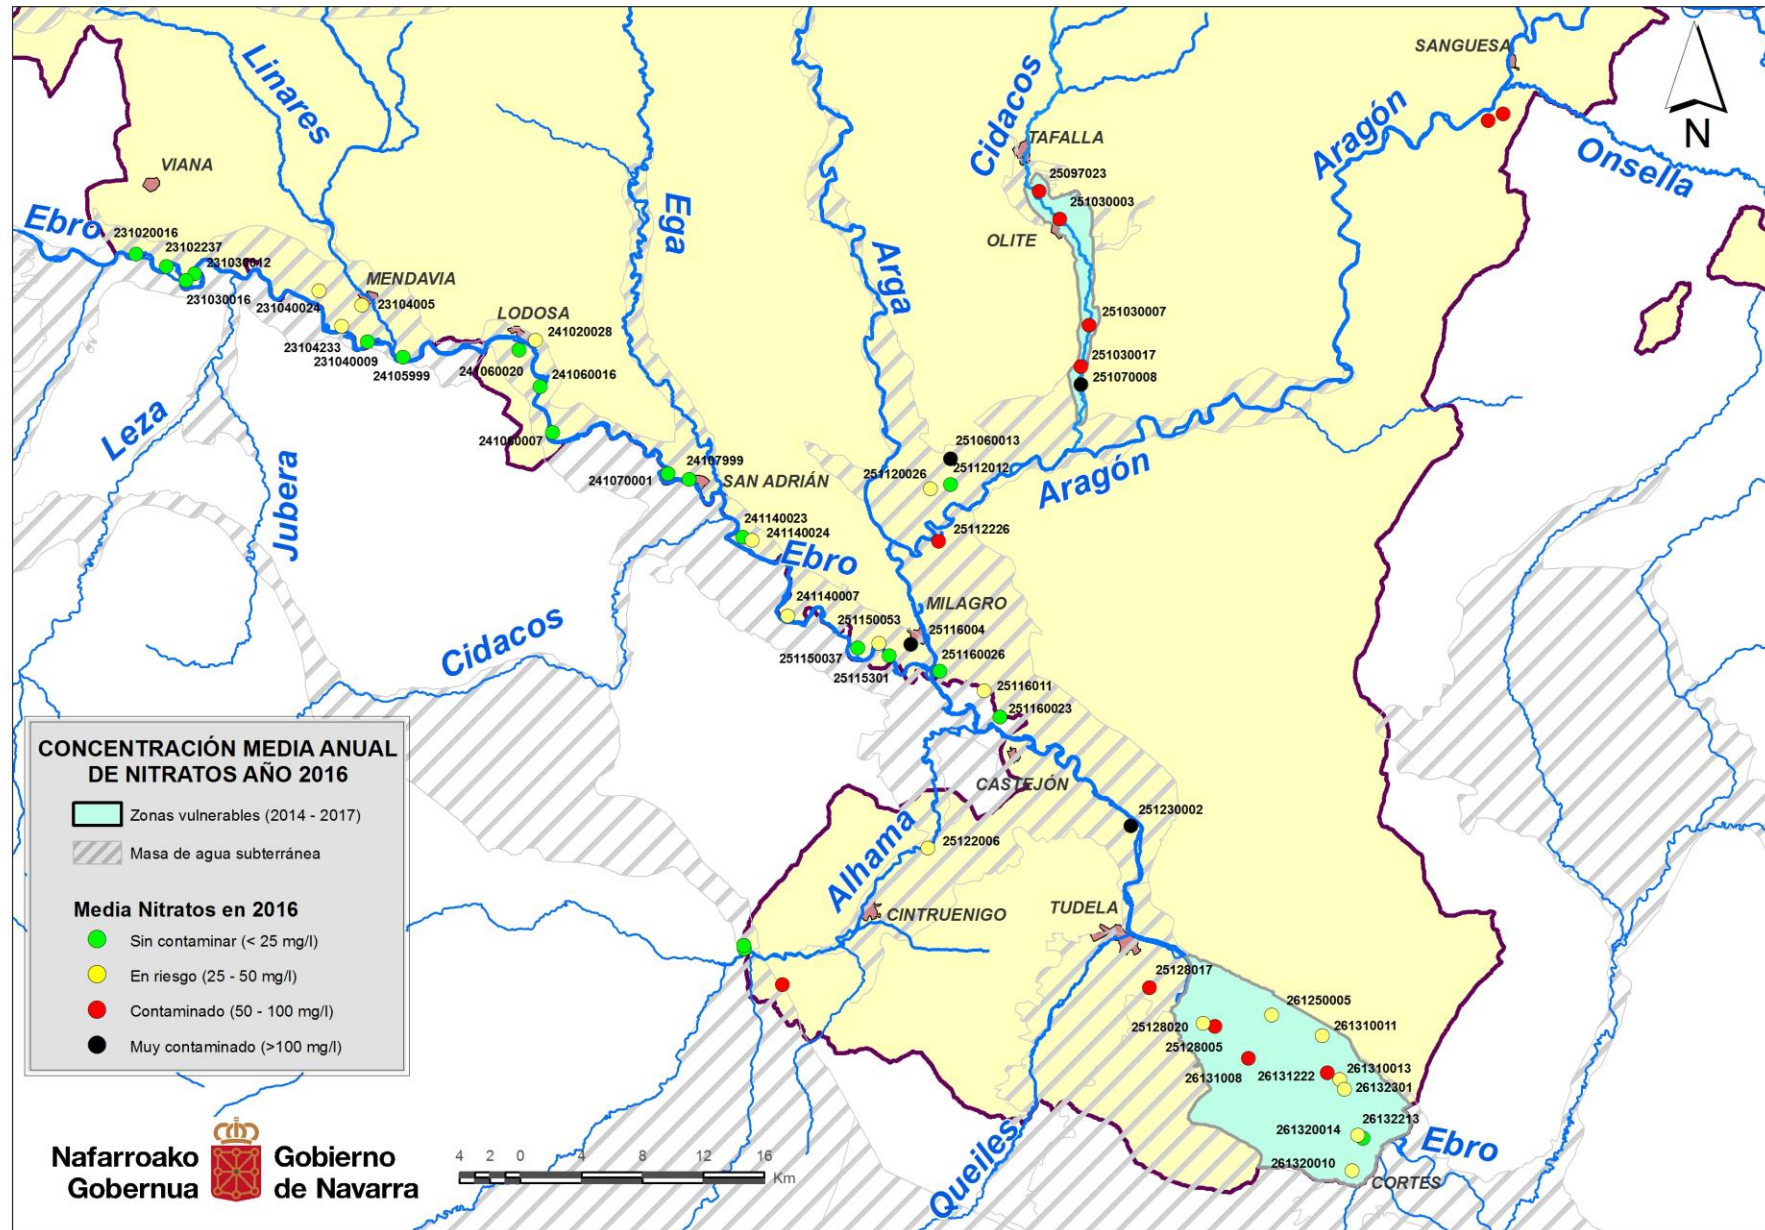 SANGUESA
Linares
Cidacos
TAFALLA
Aragón
Onsella
N
VIANA
25097023
251030003
Ebro
231020016
23102237
231030012
231030016
Ega
OLITE
Arga
MENDAVIA
231040024
23104005
LODOSA
241020028
251030007
23104233
231040009
24105999
241060020
241060016
251030017
251070008
Leza
241060007
251060013
251120026
25112012
Jubera
24107999
241070001
SAN ADRIÁN
Aragón
241140023
241140024
25112226
Ebro
241140007
MILAGRO
251150053
25116004
Cidacos
251150037
251160026
25115301
25116011
251160023
CASTEJÓN
251230002
Alhama
25122006
CINTRUENIGO
TUDELA
25128017
261250005
25128020
261310011
25128005
26131008
26131222
261310013
26132301
26132213
261320014
Ebro
261320010
CORTES
Queiles
CONCENTRACIÓN MEDIA ANUAL
DE NITRATOS AÑO 2016
Zonas vulnerables (2014 - 2017)
Masa de agua subterránea
Media Nitratos en 2016
Sin contaminar (< 25 mg/l)
En riesgo (25 - 50 mg/l)
Contaminado (50 - 100 mg/l)
Muy contaminado (>100 mg/l)
Nafarroako
Gobernua
Gobierno
de Navarra
4 2 0 4 8 12 16
Km